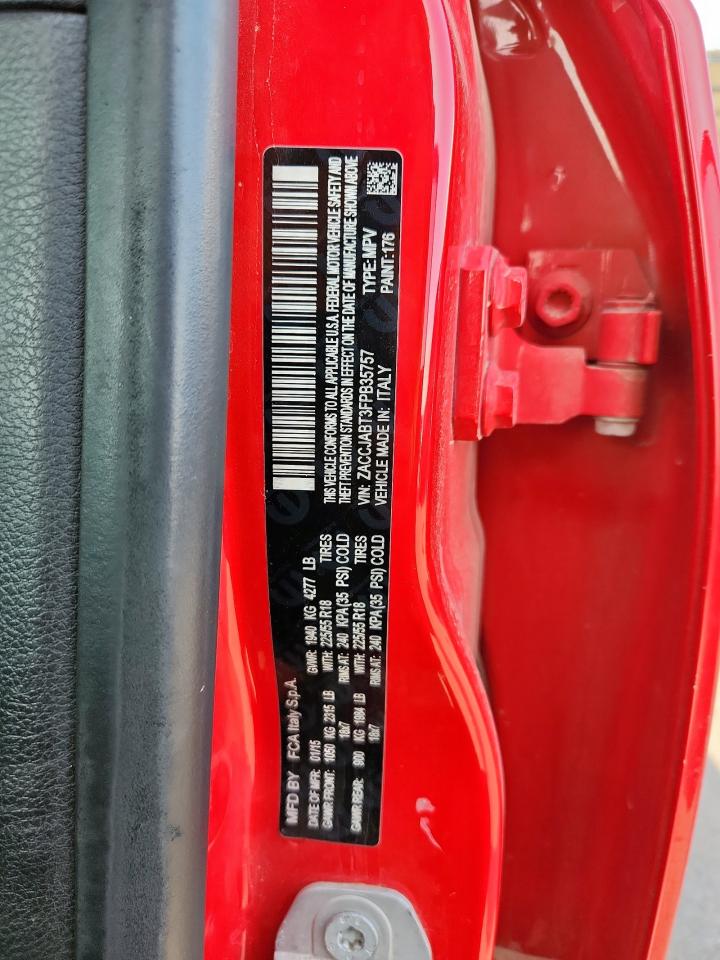 MFD BY FCA Italy S.p.A.
DATE OF MFR: 01/15 GVWR: 1940 KG 4277 LB
GAWR FRONT: 1050 KG 2315 LB WITH: 225/55 R18 TIRES
18x7 RIMS AT: 240 KPA(35 PSI) COLD
GAWR REAR: 900 KG 1984 LB WITH: 225/55 R18 TIRES
18x7 RIMS AT: 240 KPA(35 PSI) COLD
THIS VEHICLE CONFORMS TO ALL APPLICABLE U.S.A. FEDERAL MOTOR VEHICLE SAFETY AND
THEFT PREVENTION STANDARDS IN EFFECT ON THE DATE OF MANUFACTURE SHOWN ABOVE
VIN: ZACCJABT3FPB35757 TYPE: MPV
VEHICLE MADE IN: ITALY PAINT: 176